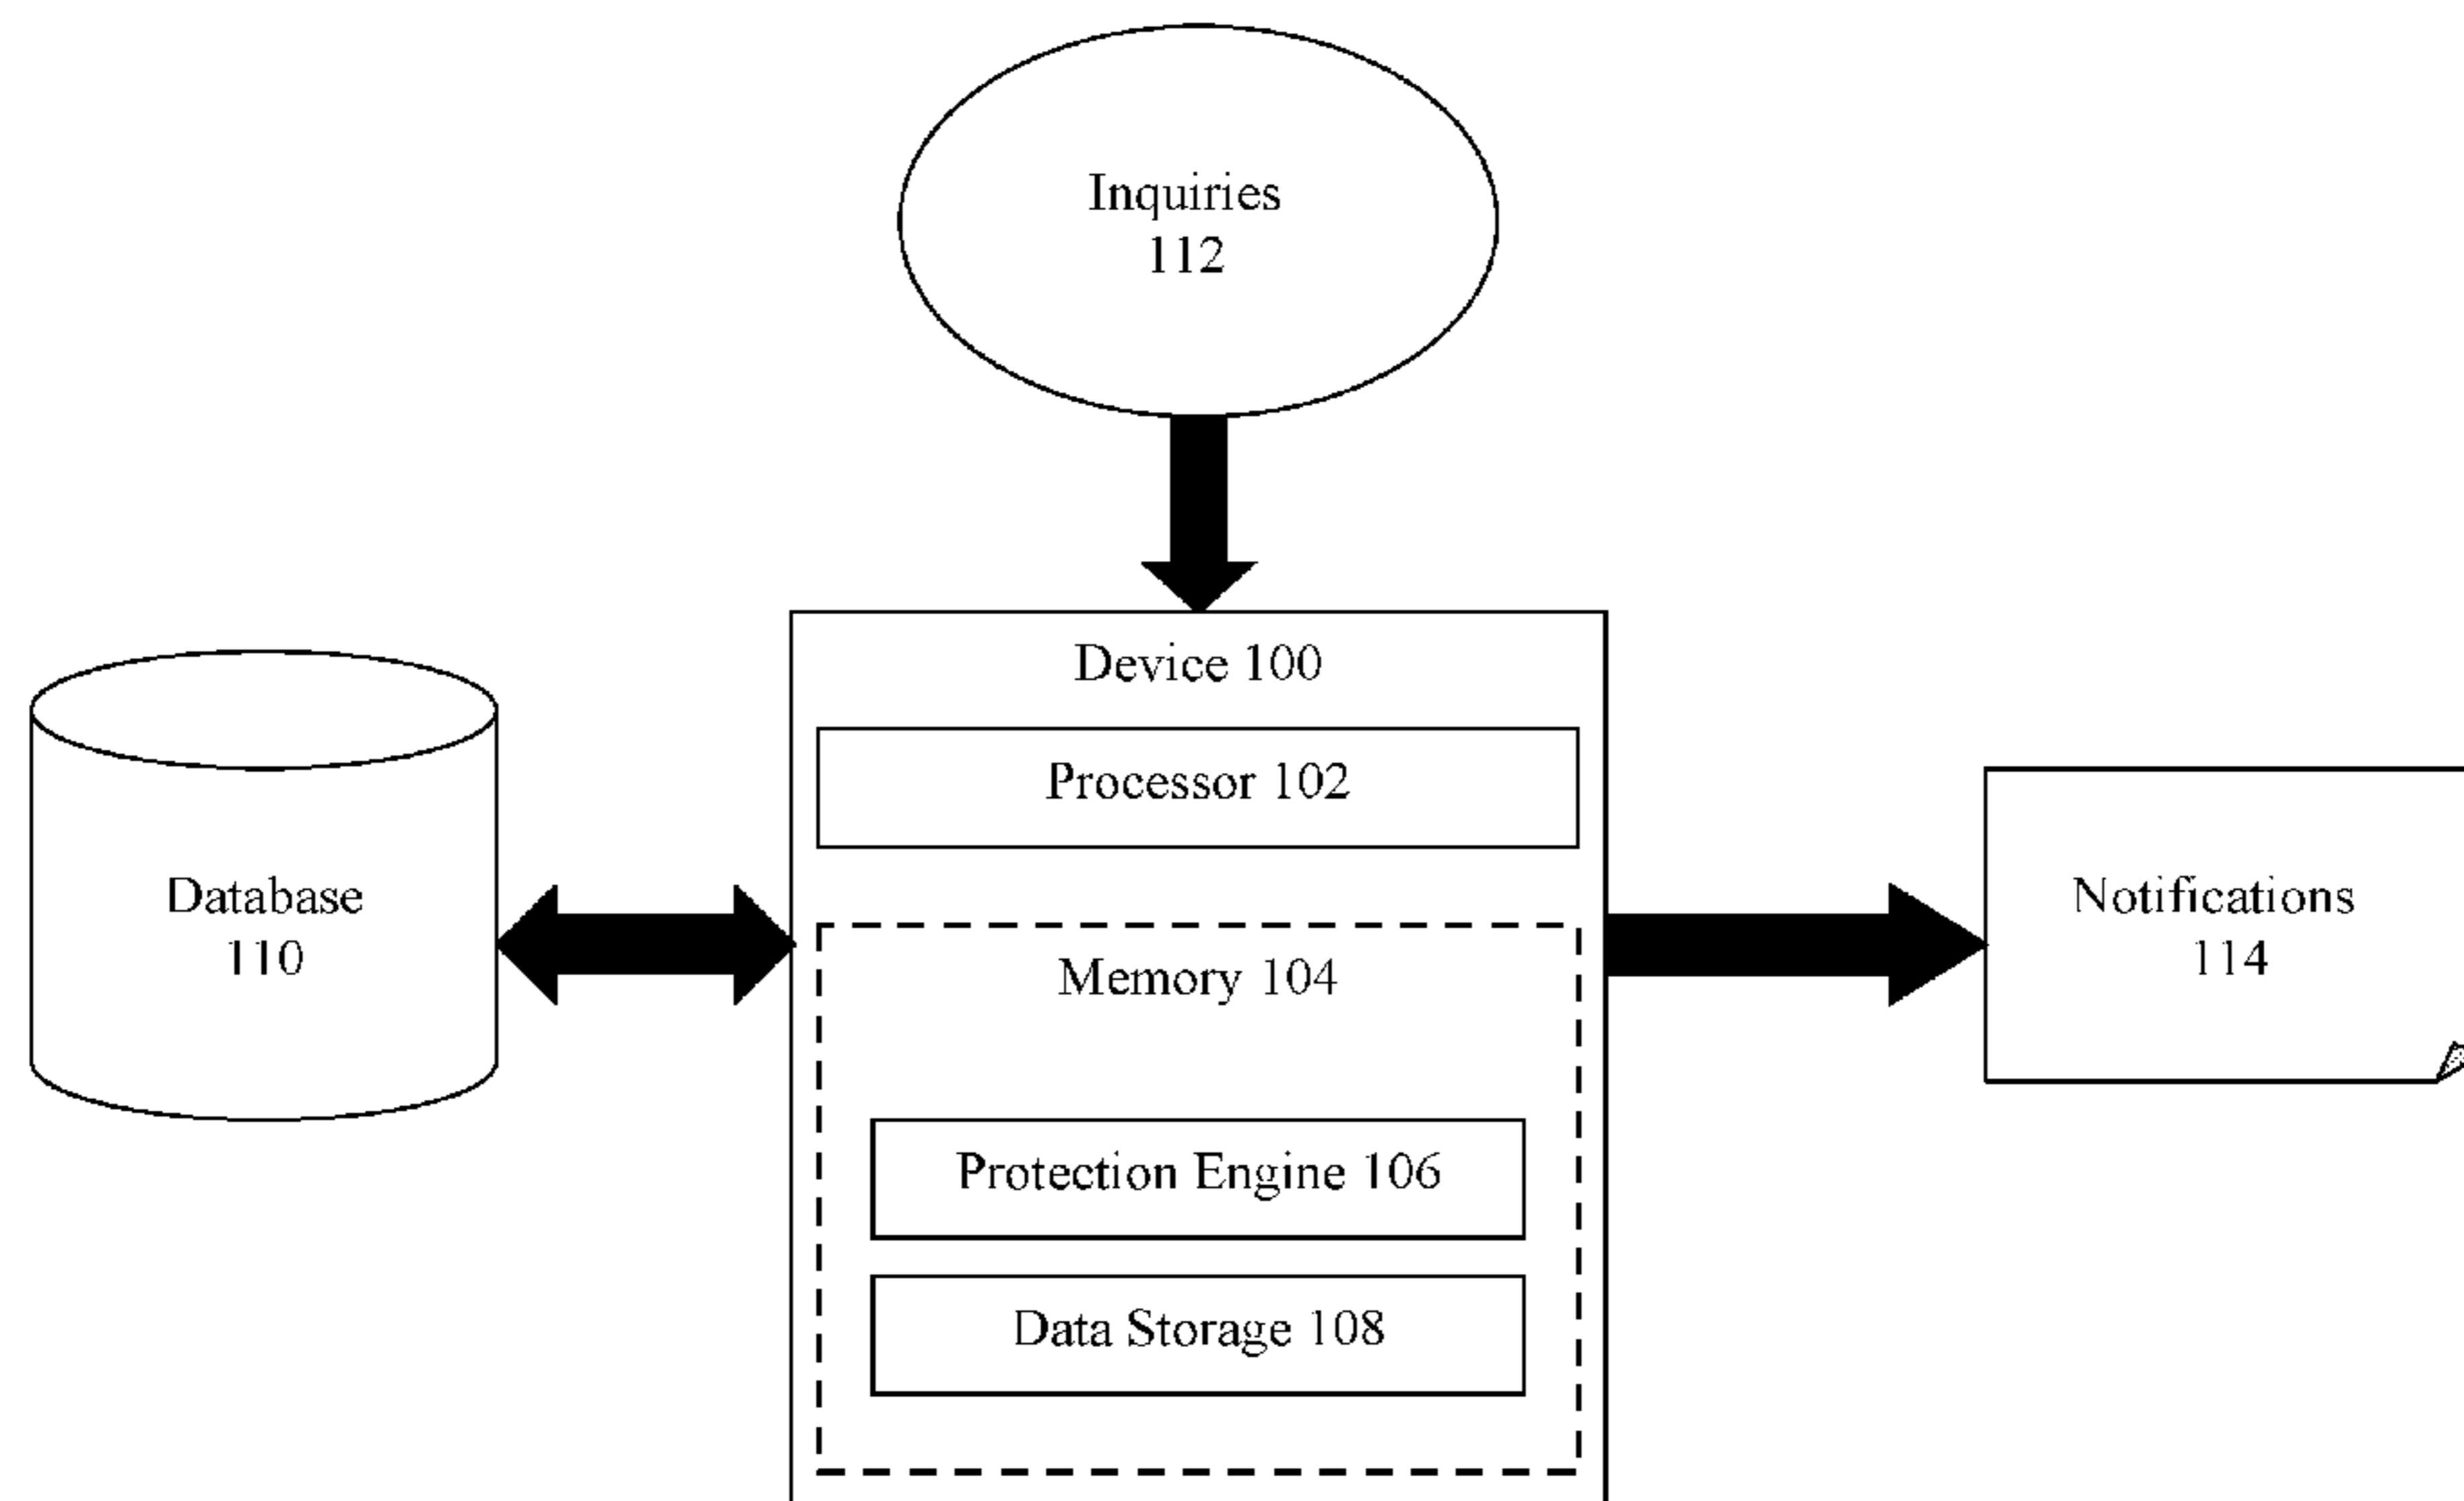 Inquiries
112
Device 100
Processor 102
Database
110
Memory 104
Notifications
114
Protection Engine 106
Data Storage 108